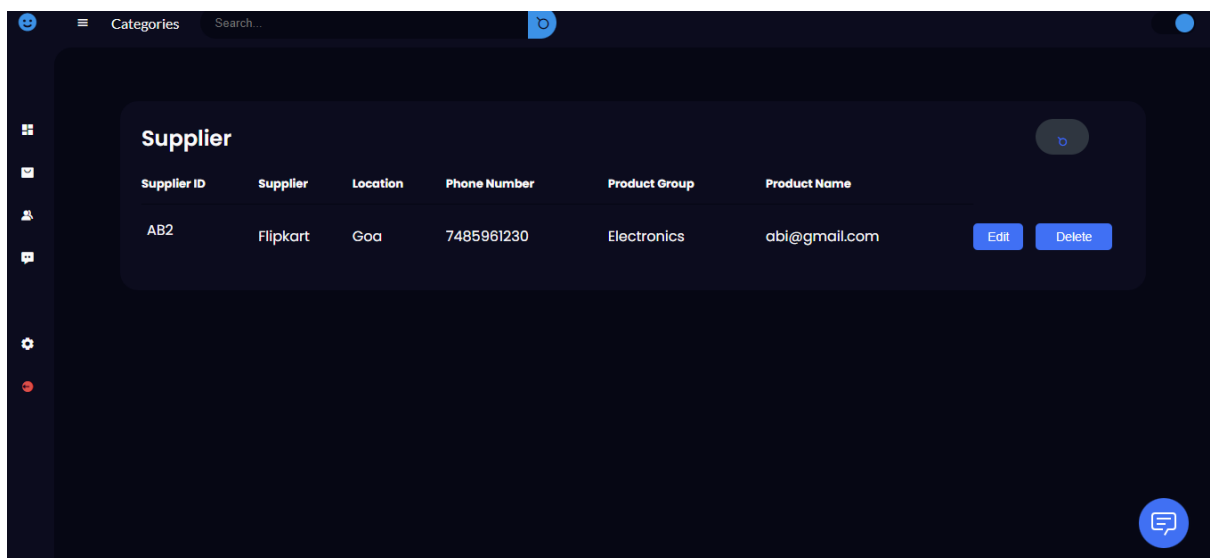 Categories Search...
Supplier
Supplier ID Supplier Location Phone Number Product Group Product Name
AB2 Flipkart Goa 7485961230 Electronics abi@gmail.com Edit Delete